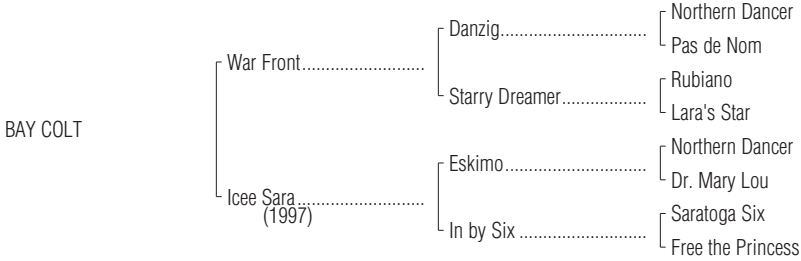 Northern Dancer
Danzig..............................
Pas de Nom
War Front.........................
Rubiano
Starry Dreamer..................
Lara's Star
BAY COLT
Northern Dancer
Eskimo.............................
Dr. Mary Lou
Icee Sara..........................
(1997)
Saratoga Six
In by Six ..........................
Free the Princess